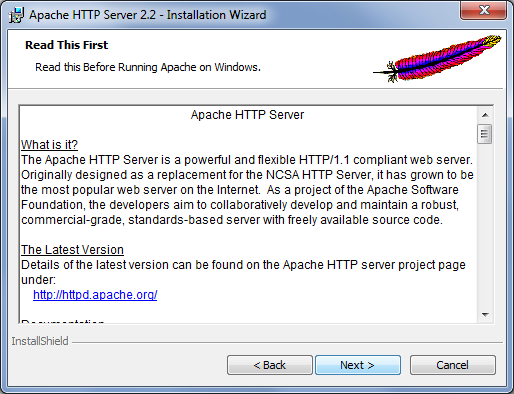 Apache HTTP Server 2.2 - Installation Wizard
Read This First
Read this Before Running Apache on Windows.
Apache HTTP Server
What is it?
The Apache HTTP Server is a powerful and flexible HTTP/1.1 compliant web server.
Originally designed as a replacement for the NCSA HTTP Server, it has grown to be
the most popular web server on the Internet.  As a project of the Apache Software
Foundation, the developers aim to collaboratively develop and maintain a robust,
commercial-grade, standards-based server with freely available source code.
The Latest Version
Details of the latest version can be found on the Apache HTTP server project page
under:
http://httpd.apache.org/
Documentation
InstallShield
< Back
Next >
Cancel